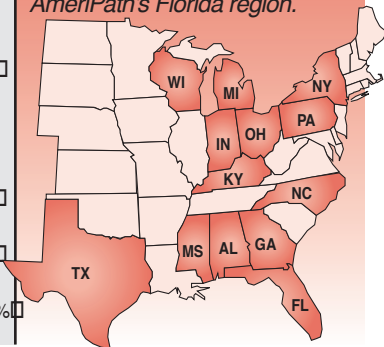 AmeriPath's Florida region.
WI
MI
NY
PA
IN
OH
KY
NC
MS
AL
GA
TX
FL
%